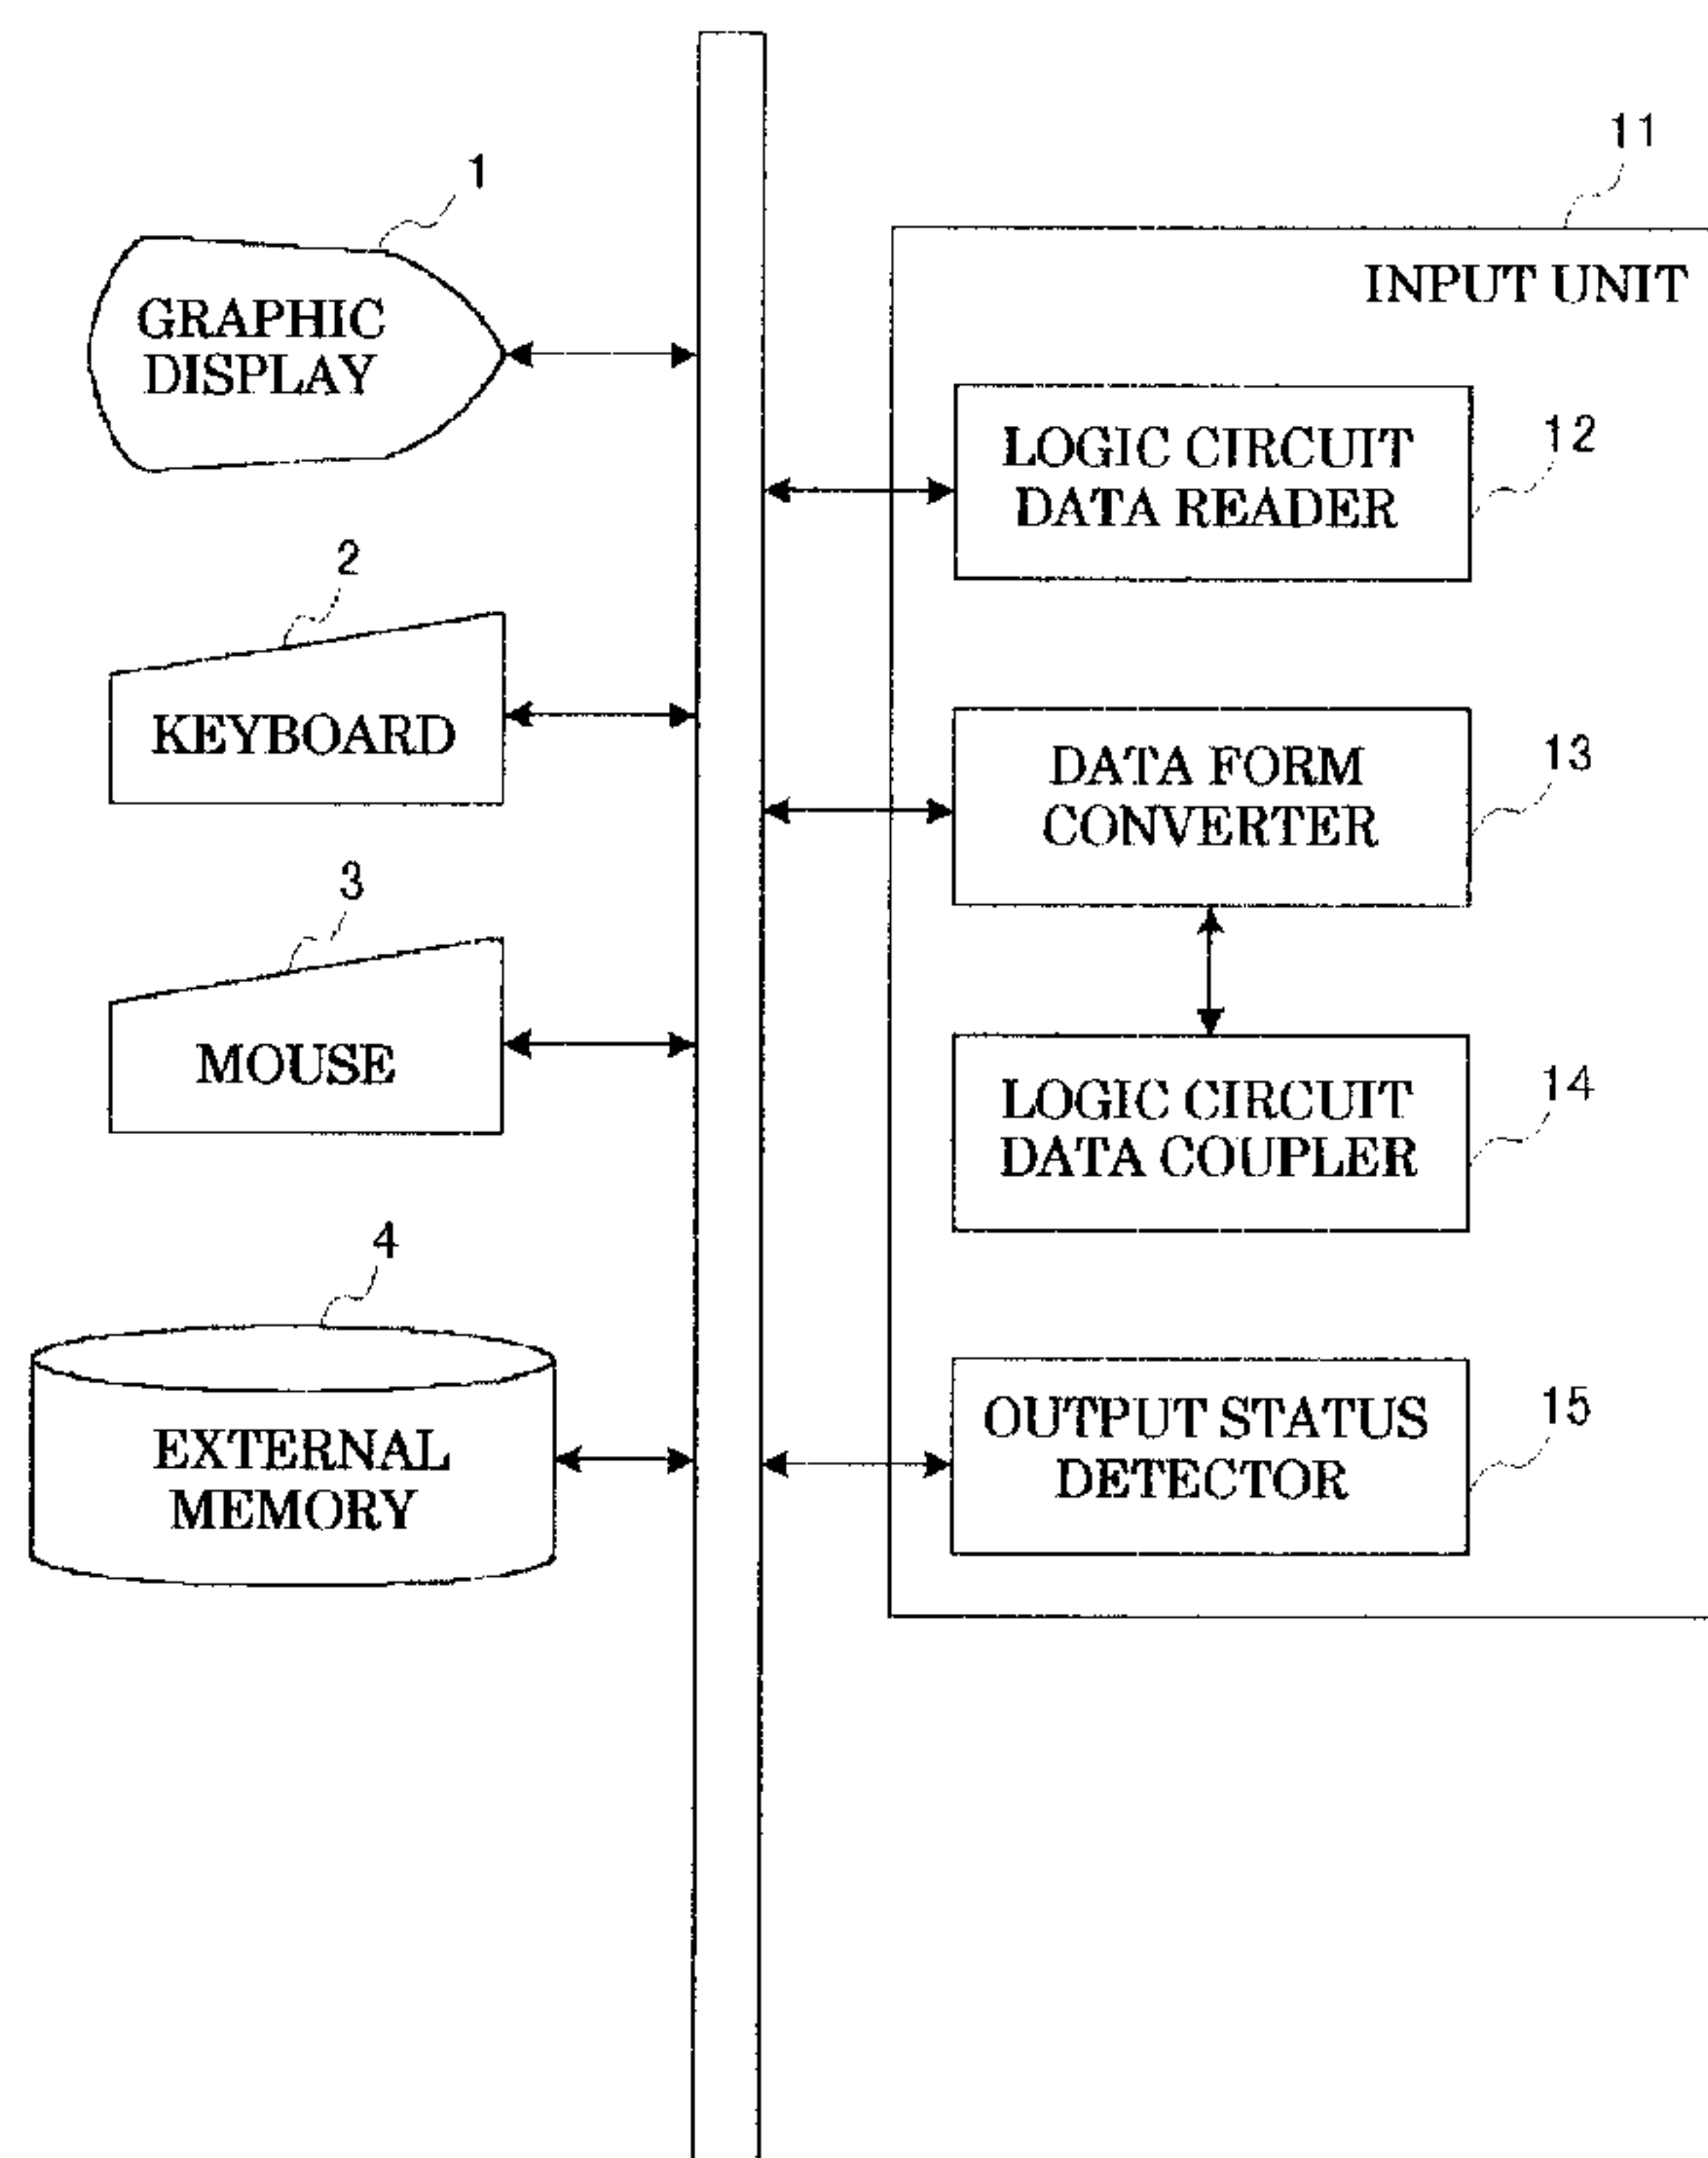 1
GRAPHIC
DISPLAY
2
KEYBOARD
3
MOUSE
4
EXTERNAL
MEMORY
11
INPUT UNIT
LOGIC CIRCUIT
DATA READER
12
DATA FORM
CONVERTER
13
LOGIC CIRCUIT
DATA COUPLER
14
OUTPUT STATUS
DETECTOR
15